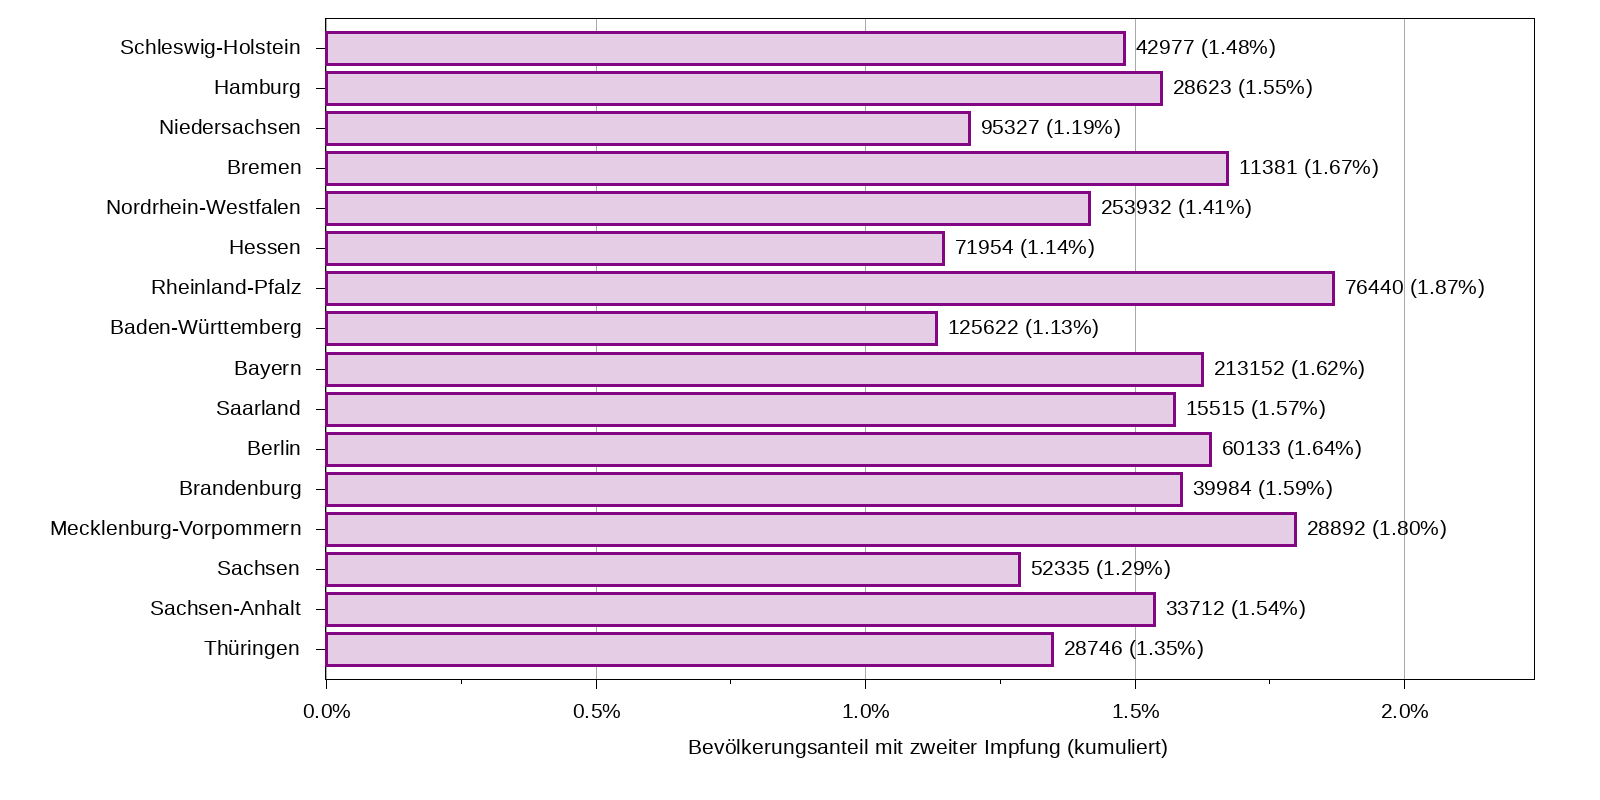 Schleswig-Holstein 42977 (1.48%)
Hamburg 28623 (1.55%)
Niedersachsen 95327 (1.19%)
Bremen 11381 (1.67%)
Nordrhein-Westfalen 253932 (1.41%)
Hessen 71954 (1.14%)
Rheinland-Pfalz 76440 (1.87%)
Baden-Württemberg 125622 (1.13%)
Bayern 213152 (1.62%)
Saarland 15515 (1.57%)
Berlin 60133 (1.64%)
Brandenburg 39984 (1.59%)
Mecklenburg-Vorpommern 28892 (1.80%)
Sachsen 52335 (1.29%)
Sachsen-Anhalt 33712 (1.54%)
Thüringen 28746 (1.35%)
0.0% 0.5% 1.0% 1.5% 2.0%
Bevölkerungsanteil mit zweiter Impfung (kumuliert)